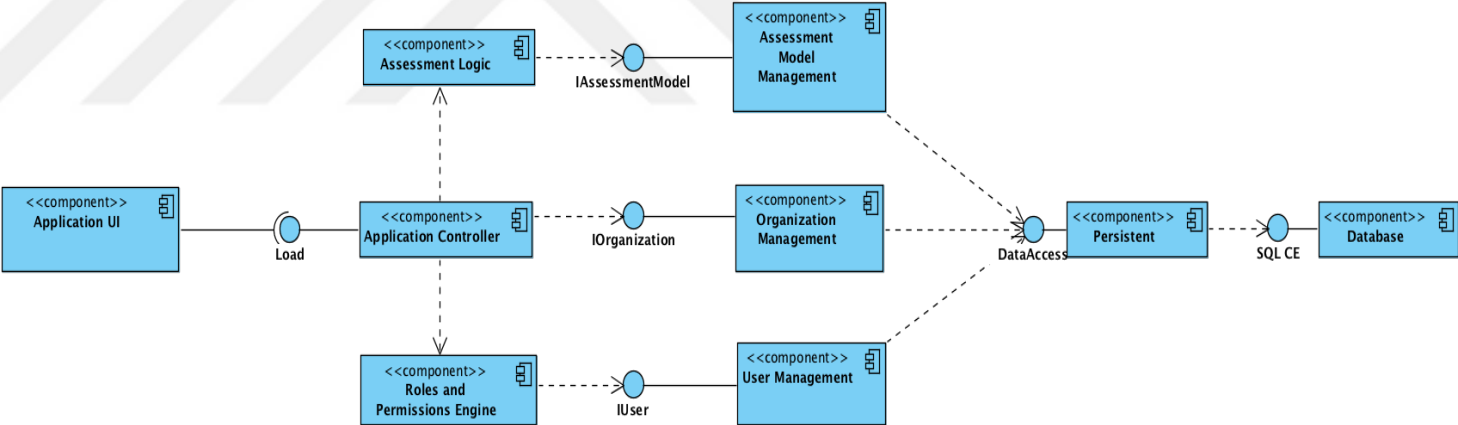 <<component>>
Assessment Logic
IAssessmentModel
<<component>>
Assessment
Model
Management
<<component>>
Application UI
Load
<<component>>
Application Controller
IOrganization
<<component>>
Organization
Management
DataAccess
<<component>>
Persistent
SQL CE
<<component>>
Database
<<component>>
Roles and
Permissions Engine
IUser
<<component>>
User Management